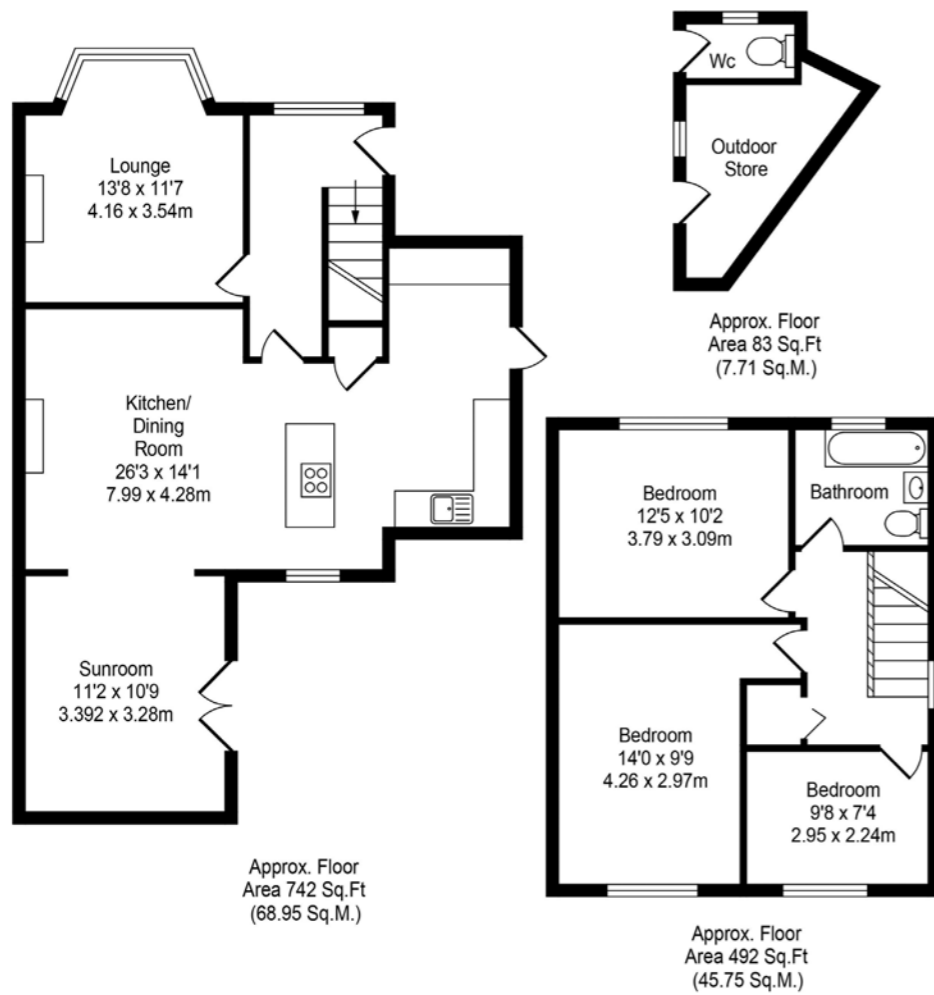 Lounge
13'8 x 11'7
4.16 x 3.54m
Kitchen/
Dining
Room
26'3 x 14'1
7.99 x 4.28m
Sunroom
11'2 x 10'9
3.392 x 3.28m
Approx. Floor
Area 742 Sq.Ft
(68.95 Sq.M.)
Wc
Outdoor
Store
Approx. Floor
Area 83 Sq.Ft
(7.71 Sq.M.)
Bedroom
12'5 x 10'2
3.79 x 3.09m
Bathroom
Bedroom
14'0 x 9'9
4.26 x 2.97m
Bedroom
9'8 x 7'4
2.95 x 2.24m
Approx. Floor
Area 492 Sq.Ft
(45.75 Sq.M.)